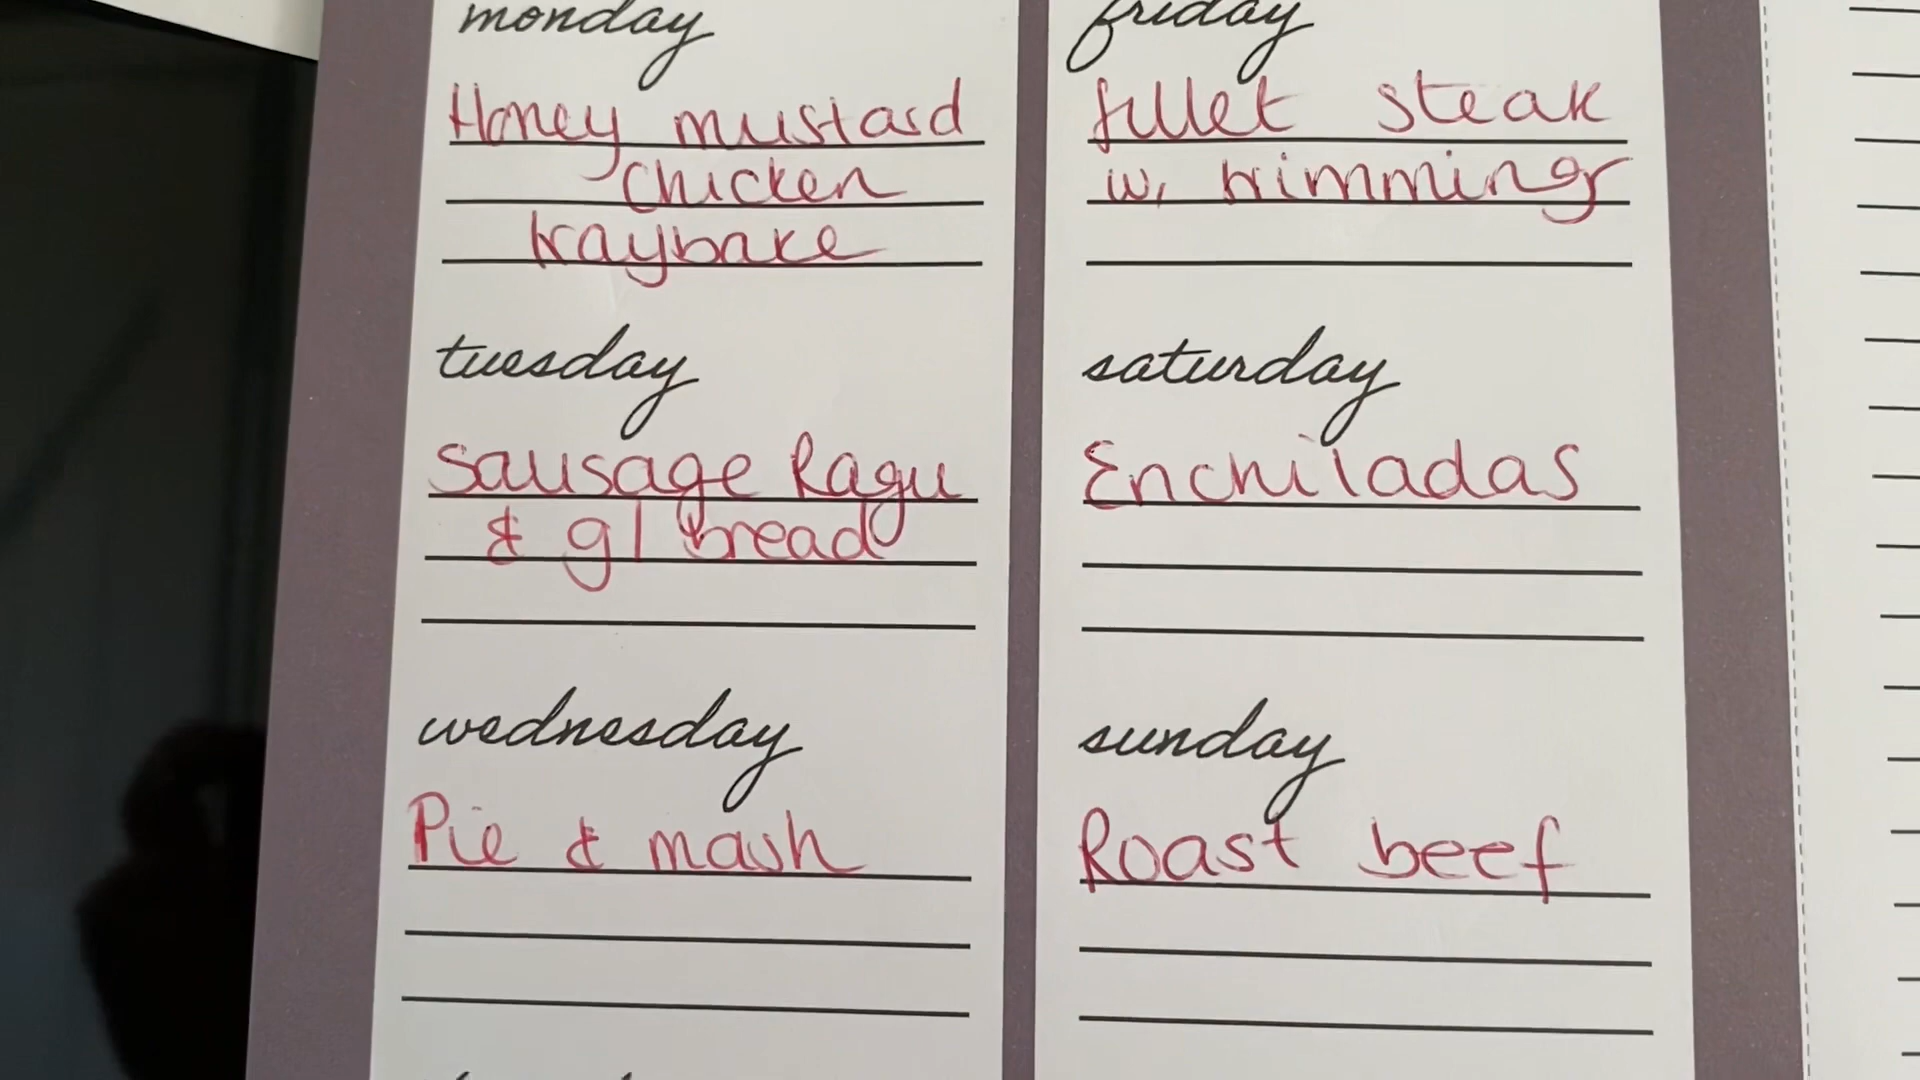 monday
Honey mustard
chicken
traybake
tuesday
Sausage Ragu
& gl bread
wednesday
Pie & mash
friday
fillet steak
w, trimmings
saturday
Enchiladas
sunday
Roast beef